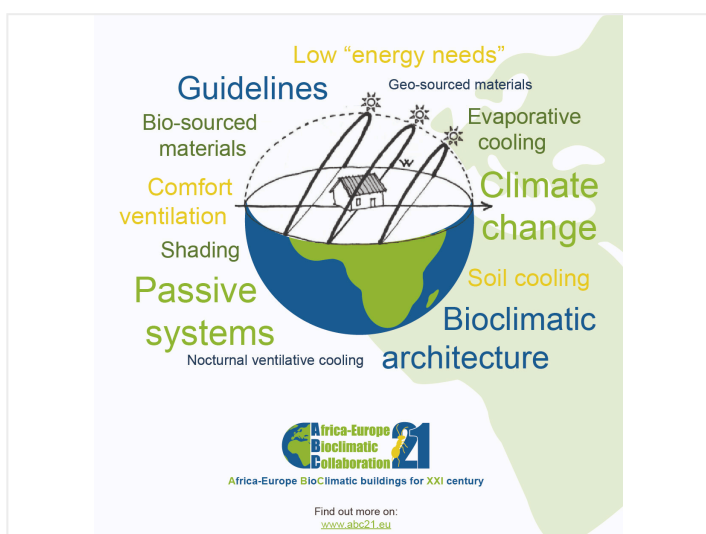 Low “energy needs”
Guidelines
Geo-sourced materials
Bio-sourced
materials
Evaporative
cooling
W
Comfort
ventilation
Climate
change
Shading
Soil cooling
Passive
systems
Bioclimatic
architecture
Nocturnal ventilative cooling
Africa-Europe
Bioclimatic
Collaboration
21
Africa-Europe BioClimatic buildings for XXI century
Find out more on:
www.abc21.eu